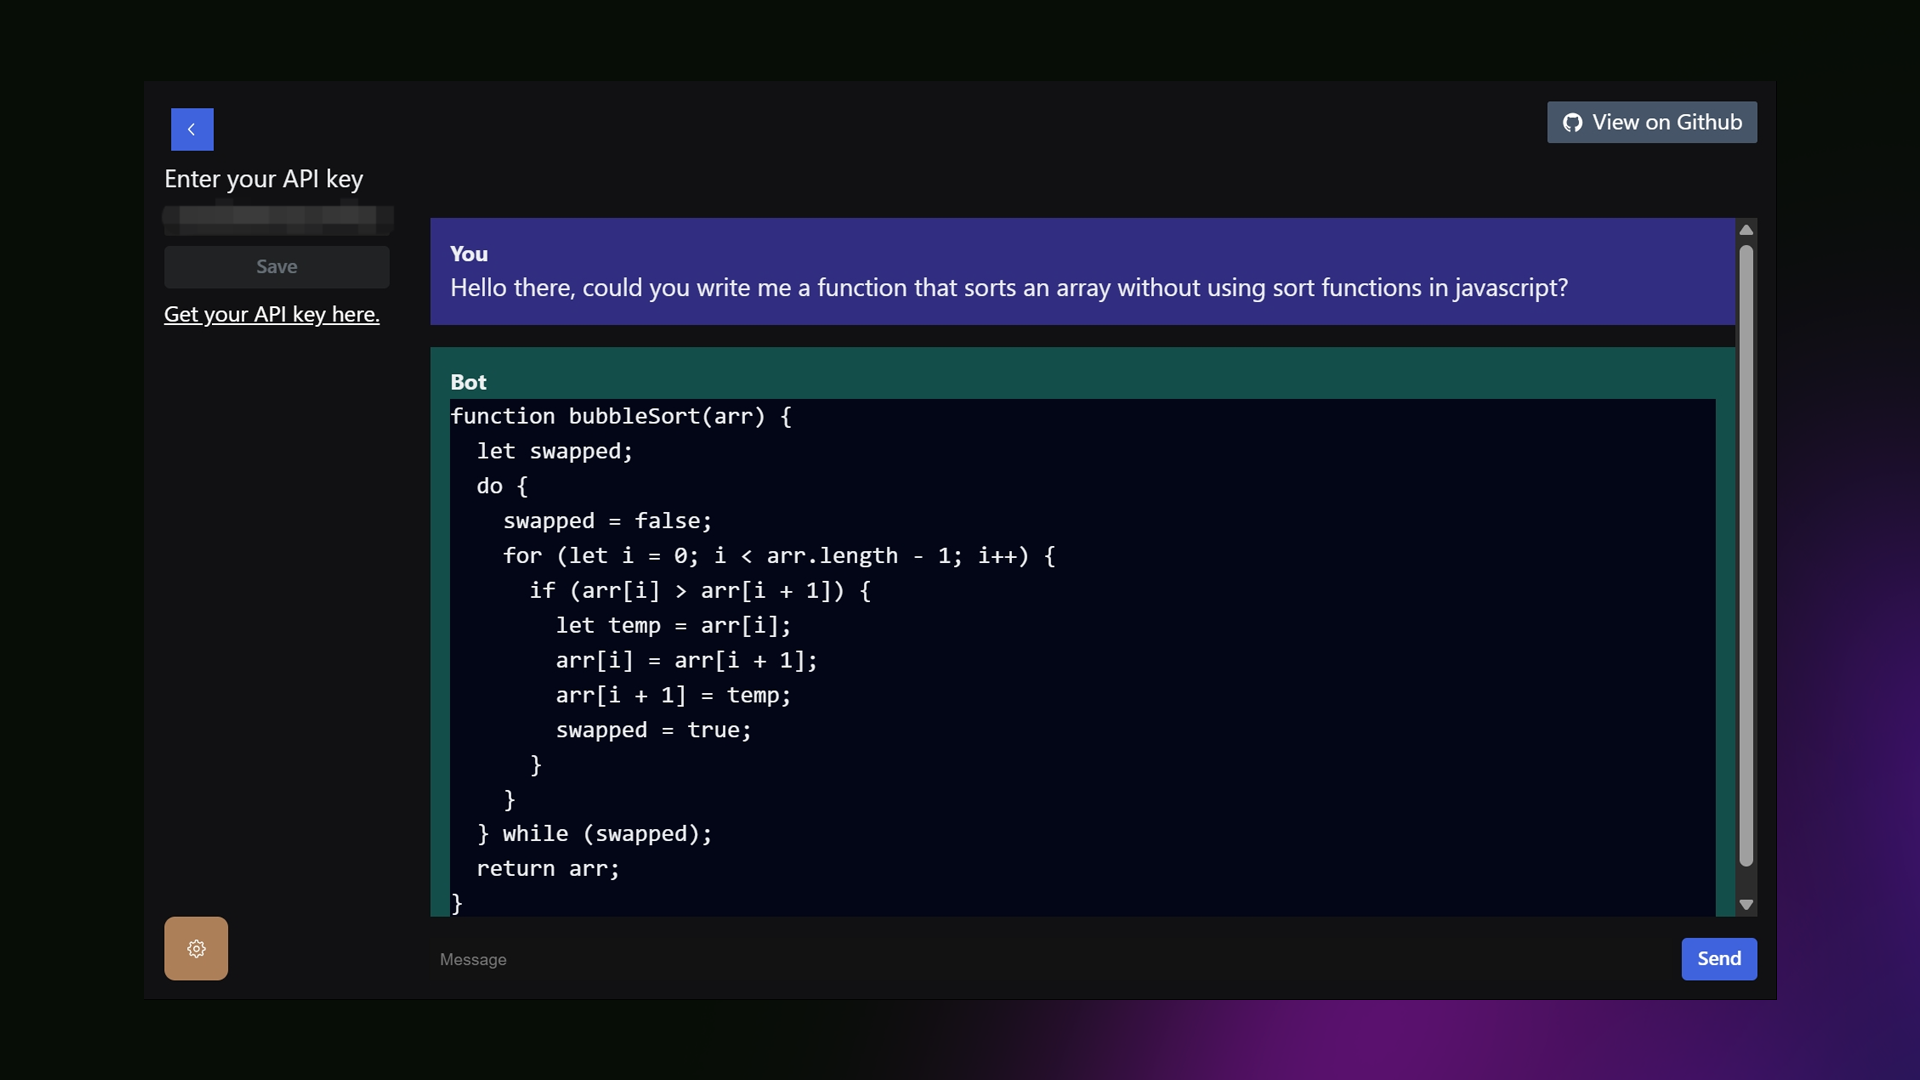 View on Github
Enter your API key
Save
Get your API key here.
You
Hello there, could you write me a function that sorts an array without using sort functions in javascript?
Bot
function bubbleSort(arr) {
  let swapped;
  do {
    swapped = false;
    for (let i = 0; i < arr.length - 1; i++) {
      if (arr[i] > arr[i + 1]) {
        let temp = arr[i];
        arr[i] = arr[i + 1];
        arr[i + 1] = temp;
        swapped = true;
      }
    }
  } while (swapped);
  return arr;
}
Message
Send